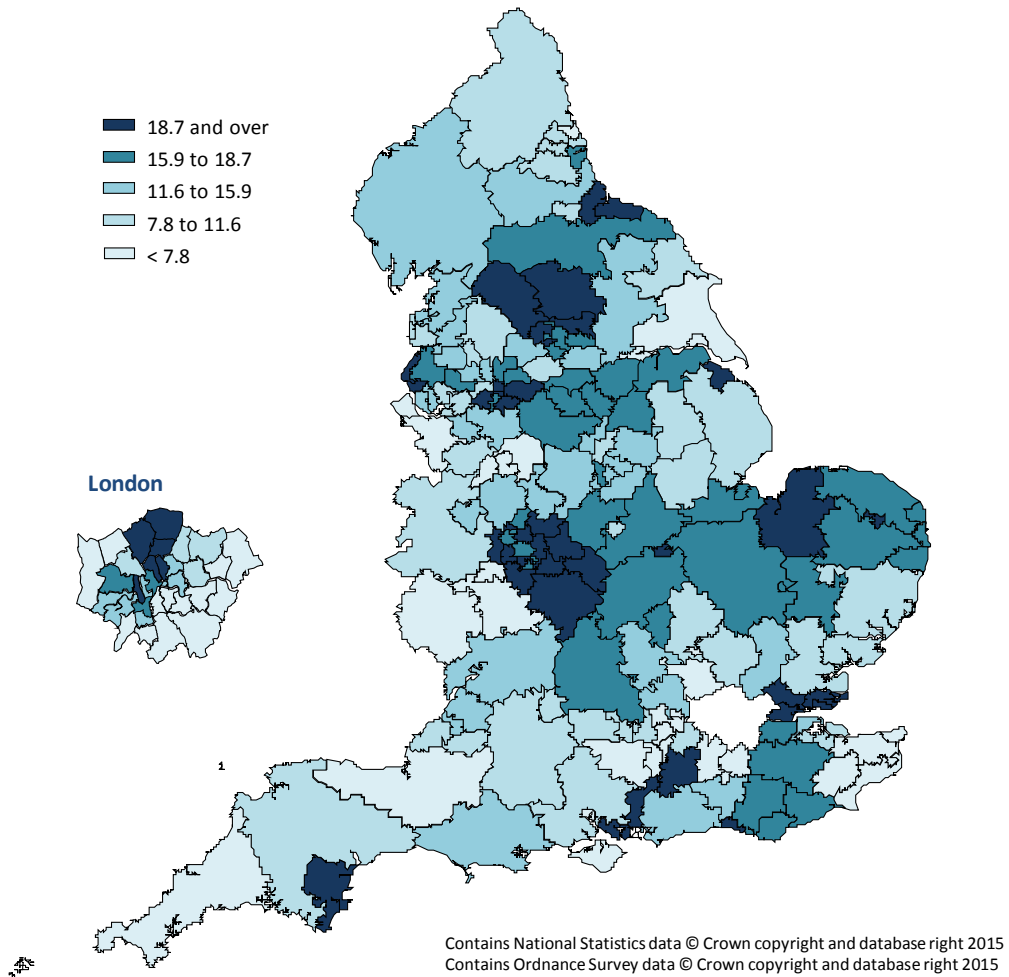 18.7 and over
15.9 to 18.7
11.6 to 15.9
7.8 to 11.6
< 7.8
London
1
Contains National Statistics data © Crown copyright and database right 2015
Contains Ordnance Survey data © Crown copyright and database right 2015